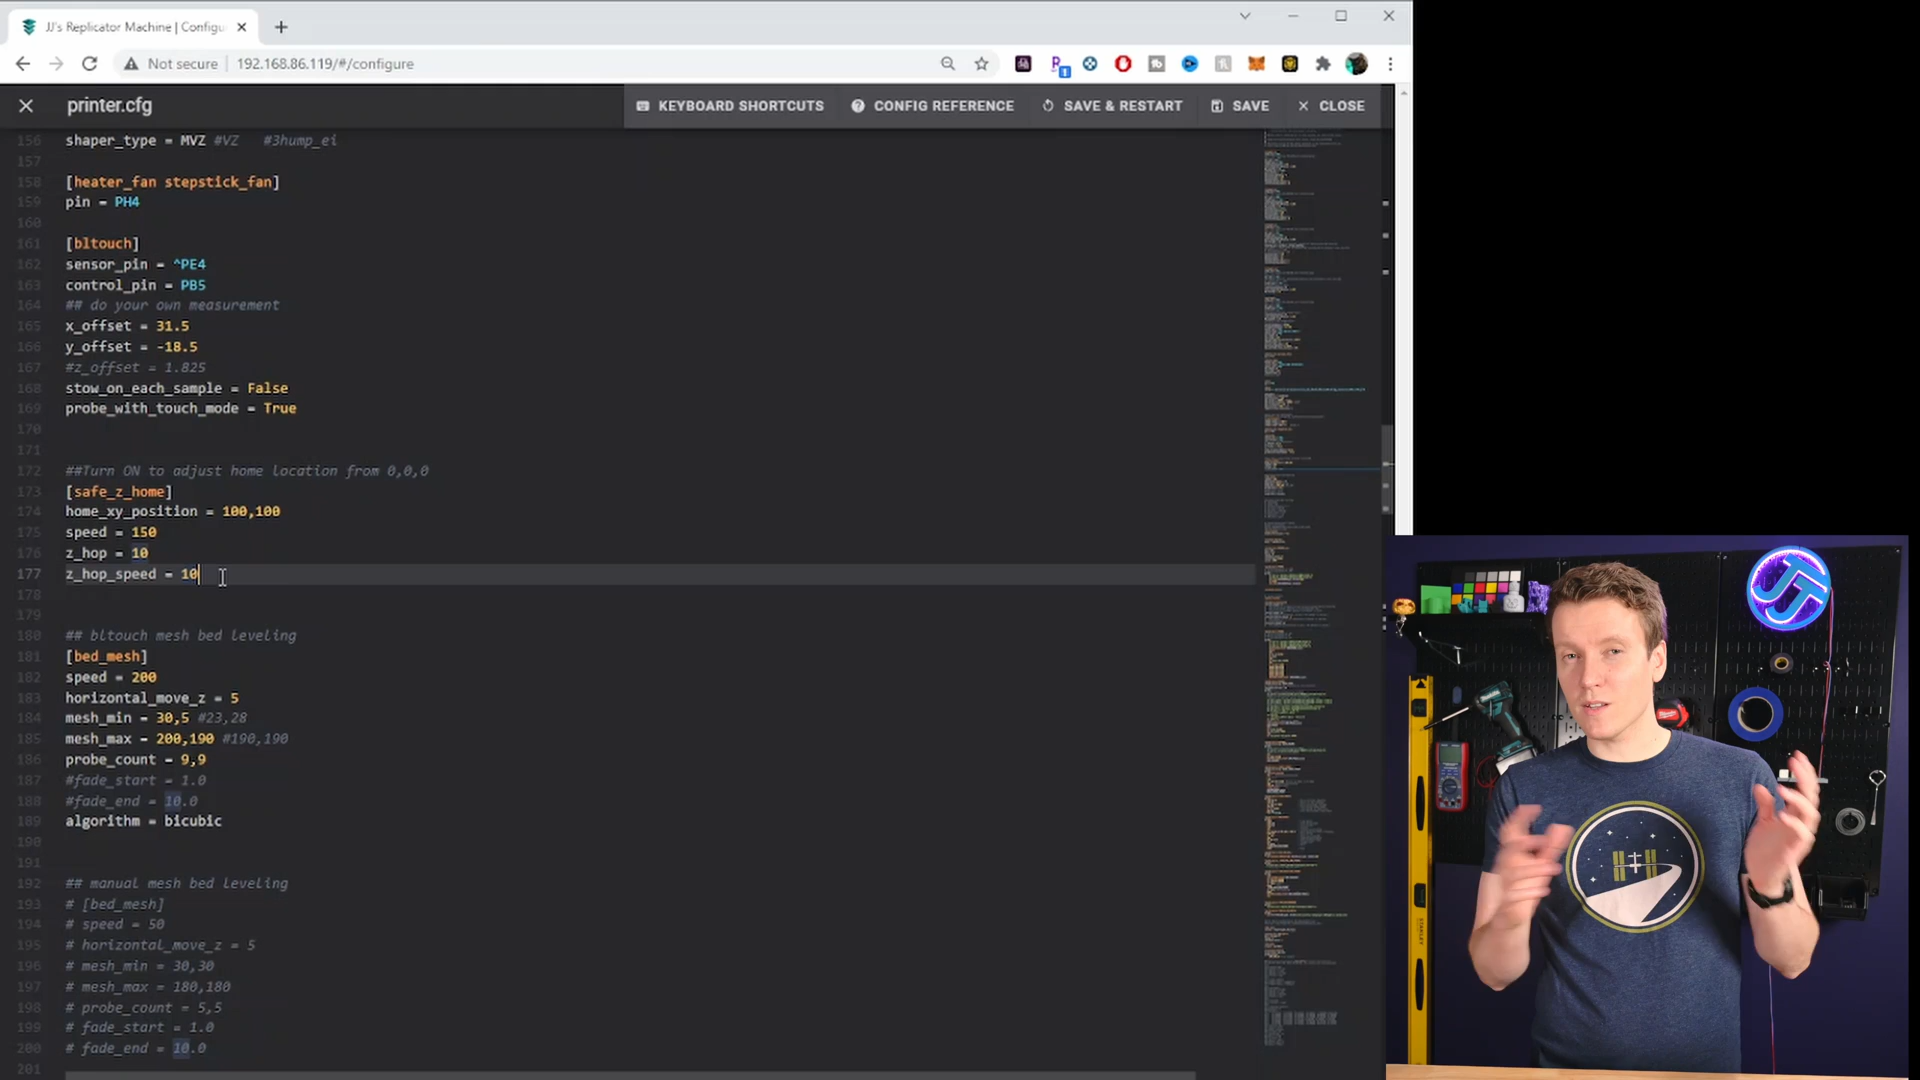 JJ's Replicator Machine | Configu
Not secure
192.168.86.119/#/configure
printer.cfg
KEYBOARD SHORTCUTS
CONFIG REFERENCE
SAVE & RESTART
SAVE
CLOSE
156 shaper_type = MVZ #VZ   #3hump_ei
157
158 [heater_fan stepstick_fan]
159 pin = PH4
160
161 [bltouch]
162 sensor_pin = ^PE4
163 control_pin = PB5
164 ## do your own measurement
165 x_offset = 31.5
166 y_offset = -18.5
167 #z_offset = 1.825
168 stow_on_each_sample = False
169 probe_with_touch_mode = True
170
171
172 ##Turn ON to adjust home location from 0,0,0
173 [safe_z_home]
174 home_xy_position = 100,100
175 speed = 150
176 z_hop = 10
177 z_hop_speed = 10
178
179
180 ## bltouch mesh bed leveling
181 [bed_mesh]
182 speed = 200
183 horizontal_move_z = 5
184 mesh_min = 30,5 #23,28
185 mesh_max = 200,190 #190,190
186 probe_count = 9,9
187 #fade_start = 1.0
188 #fade_end = 10.0
189 algorithm = bicubic
190
191
192 ## manual mesh bed leveling
193 # [bed_mesh]
194 # speed = 50
195 # horizontal_move_z = 5
196 # mesh_min = 30,30
197 # mesh_max = 180,180
198 # probe_count = 5,5
199 # fade_start = 1.0
200 # fade_end = 10.0
201
JJ
STANLEY